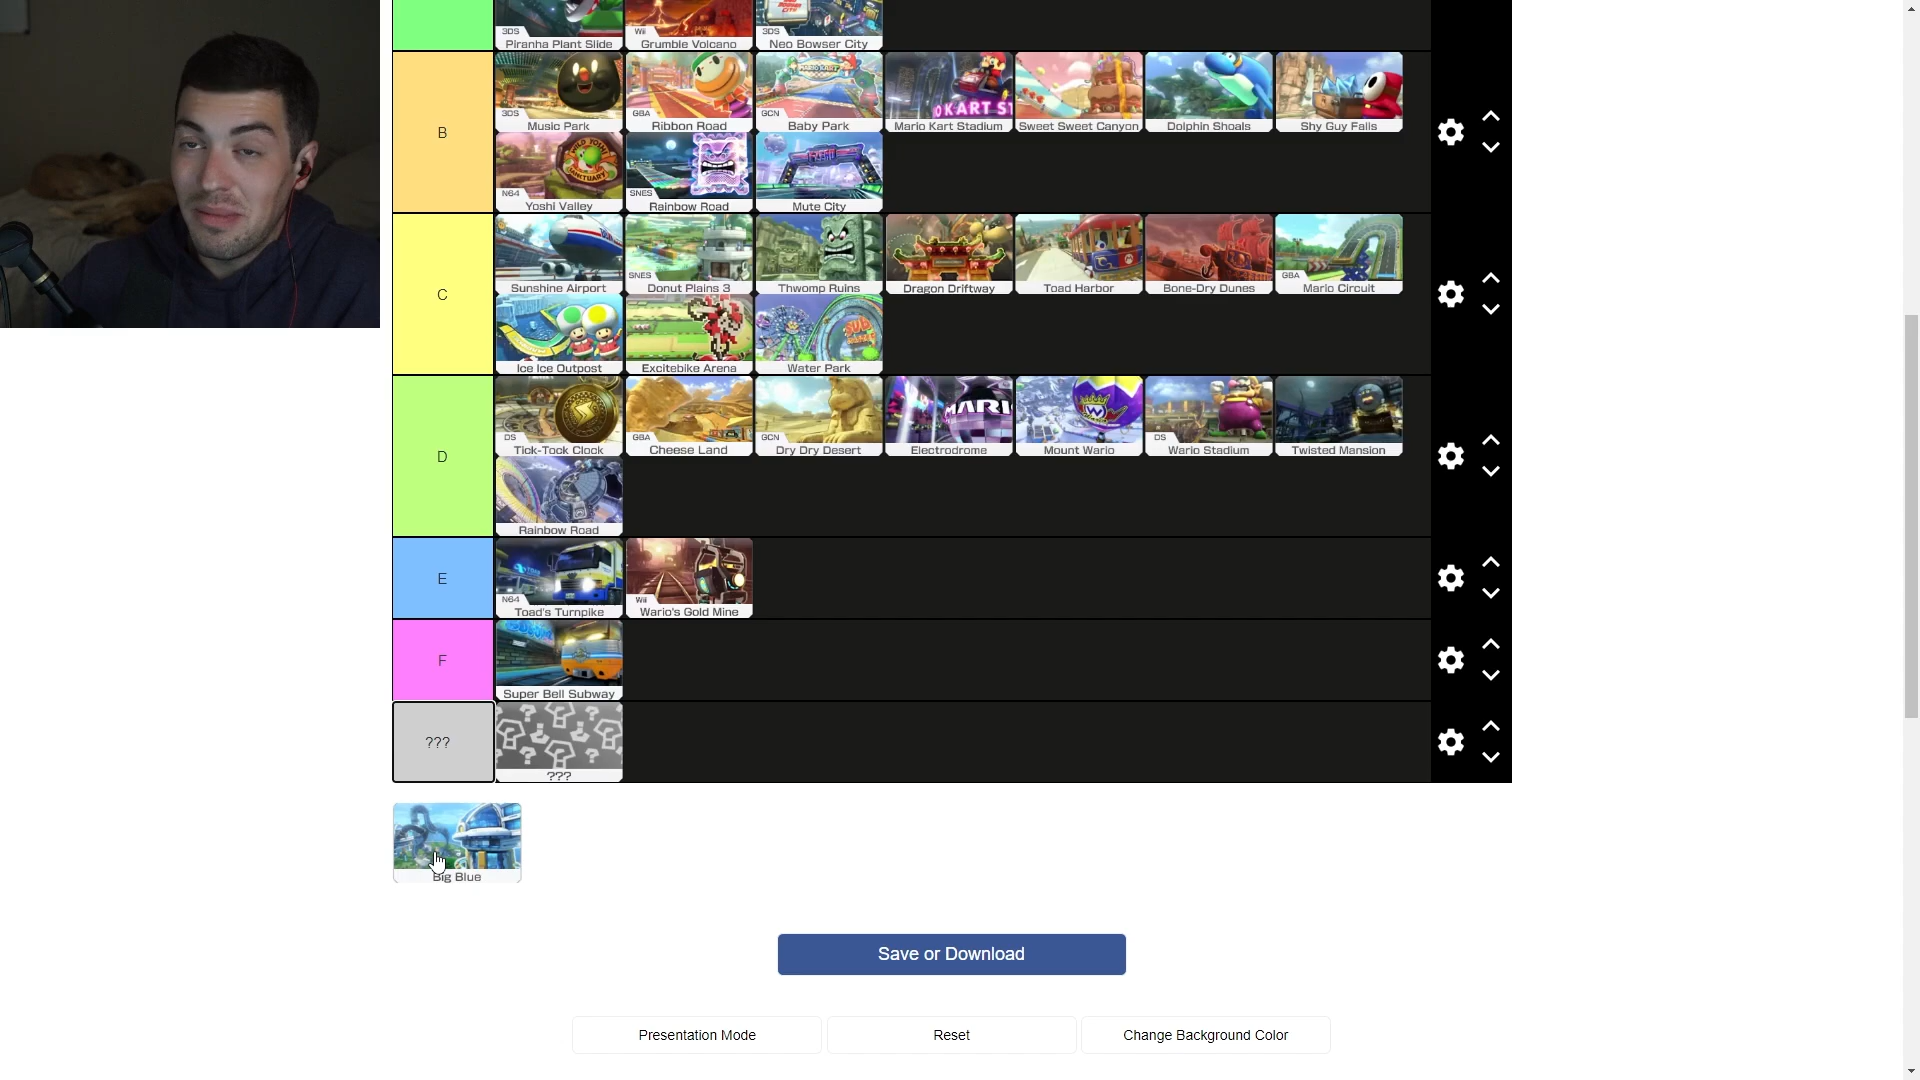 3DS
Piranha Plant Slide
Wii
Grumble Volcano
3DS
Neo Bowser City
B
3DS
Music Park
GBA
Ribbon Road
GCN
Baby Park
O KART ST
Mario Kart Stadium
Sweet Sweet Canyon
Dolphin Shoals
Shy Guy Falls
N64
Yoshi Valley
SNES
Rainbow Road
Mute City
C
Sunshine Airport
SNES
Donut Plains 3
Thwomp Ruins
Dragon Driftway
Toad Harbor
Bone-Dry Dunes
GBA
Mario Circuit
Ice Ice Outpost
Excitebike Arena
Water Park
D
DS
Tick-Tock Clock
GBA
Cheese Land
GCN
Dry Dry Desert
MARI
Electrodrome
Mount Wario
DS
Wario Stadium
Twisted Mansion
Rainbow Road
E
N64
Toad's Turnpike
Wii
Wario's Gold Mine
F
Super Bell Subway
???
???
Big Blue
Save or Download
Presentation Mode
Reset
Change Background Color